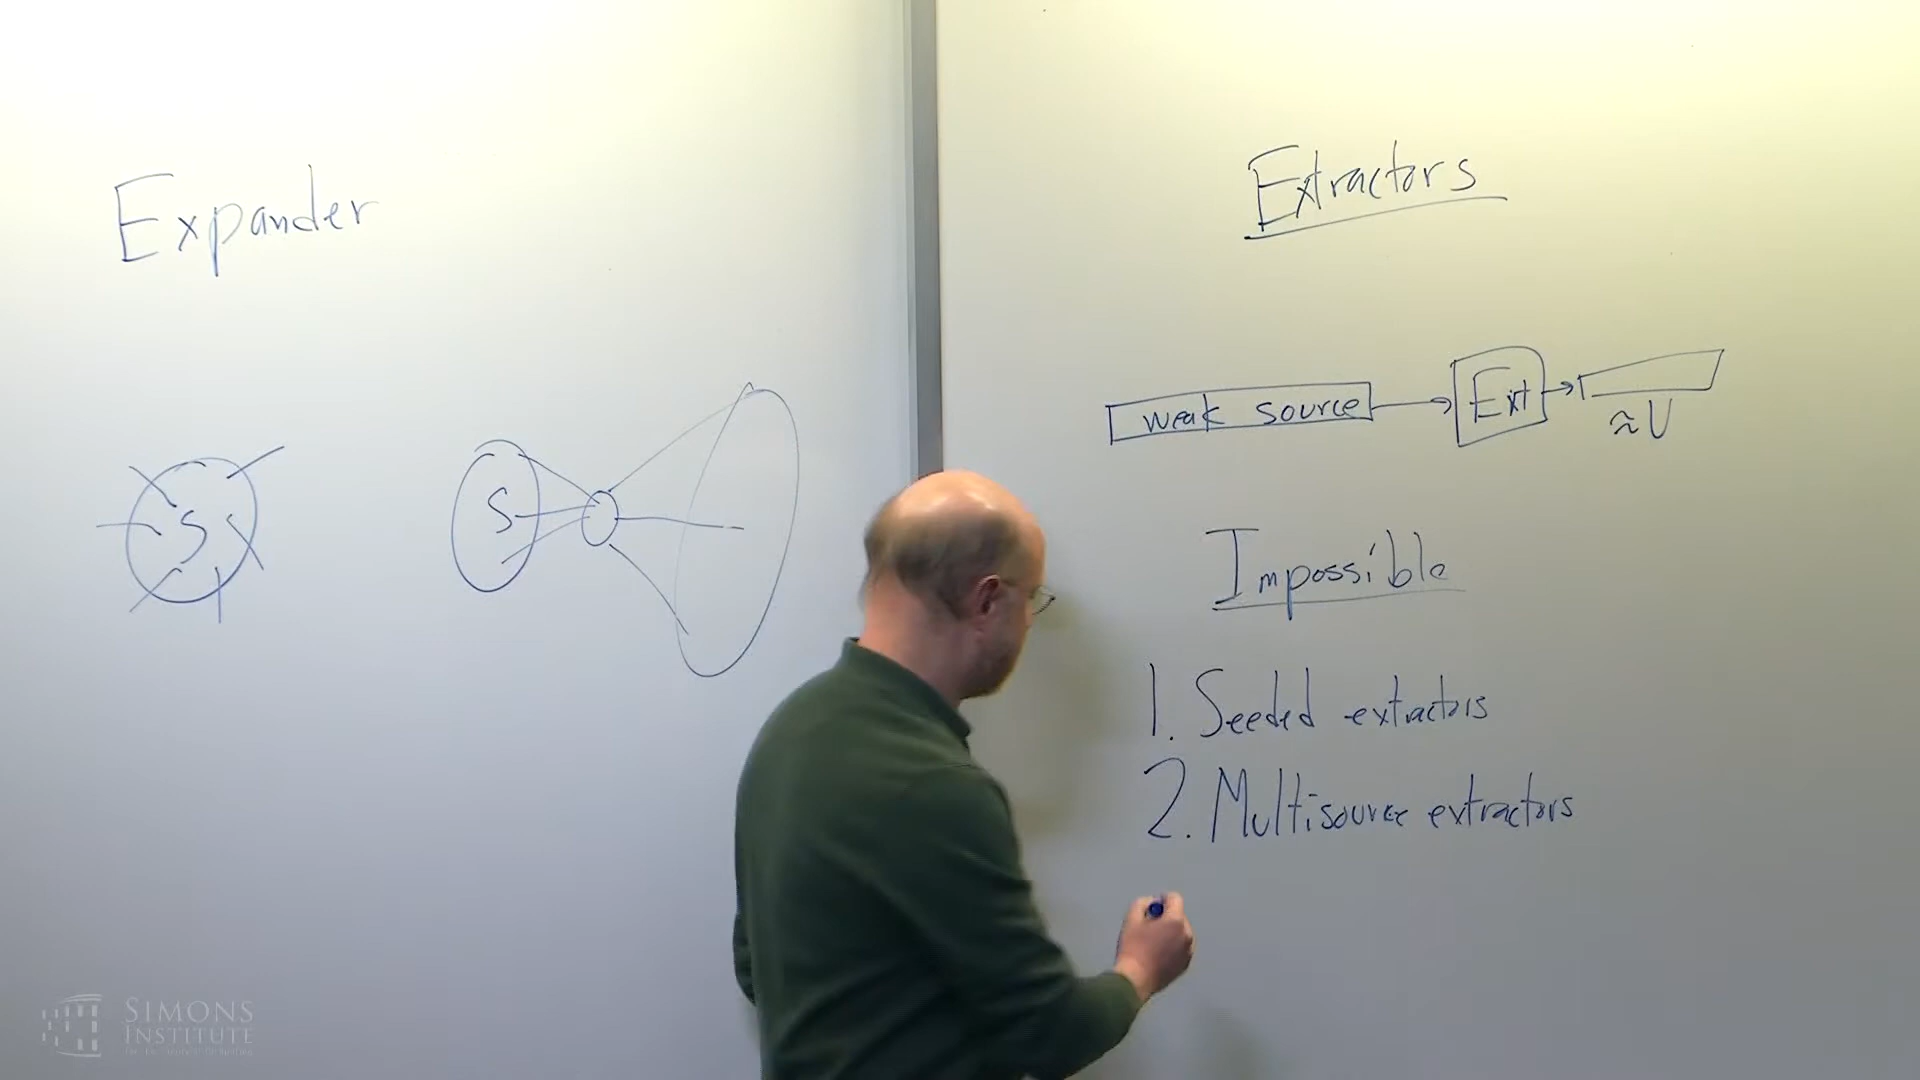 Expander
S
S
Extractors
weak source
Ext
≈U
Impossible
1. Seeded extractors
2. Multisource extractors
SIMONS
INSTITUTE